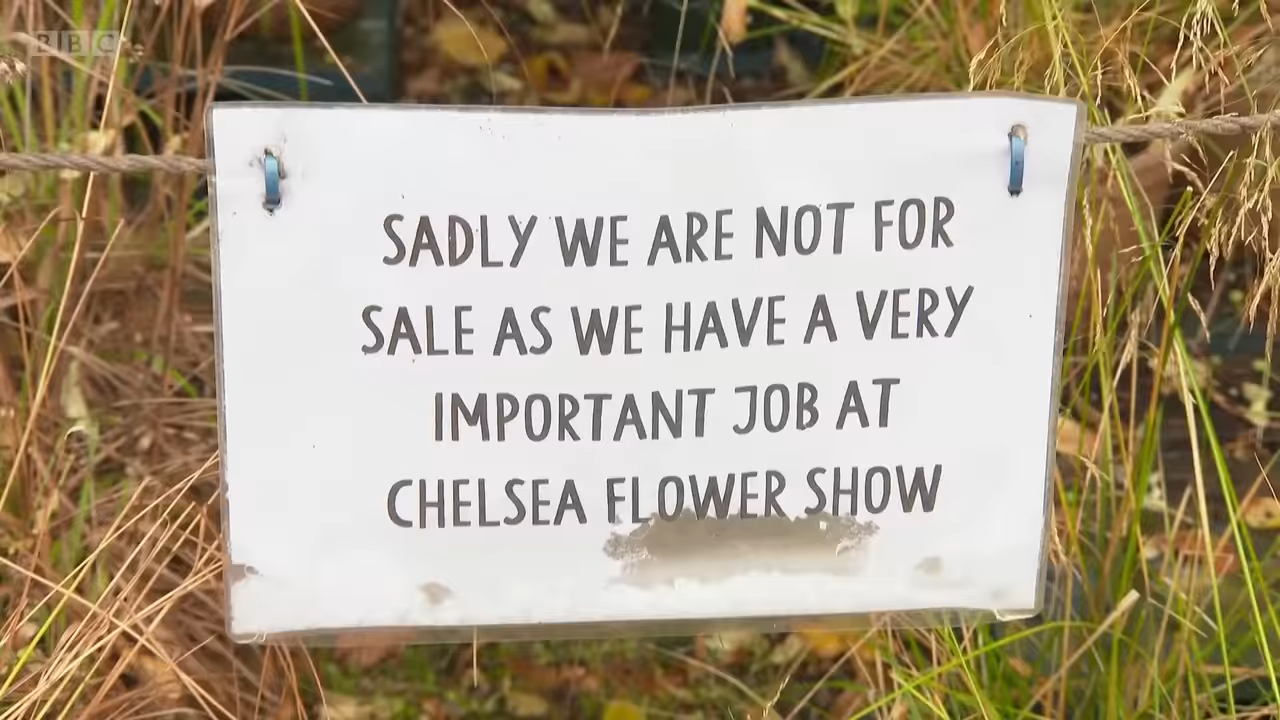 BBC
SADLY WE ARE NOT FOR
SALE AS WE HAVE A VERY
IMPORTANT JOB AT
CHELSEA FLOWER SHOW